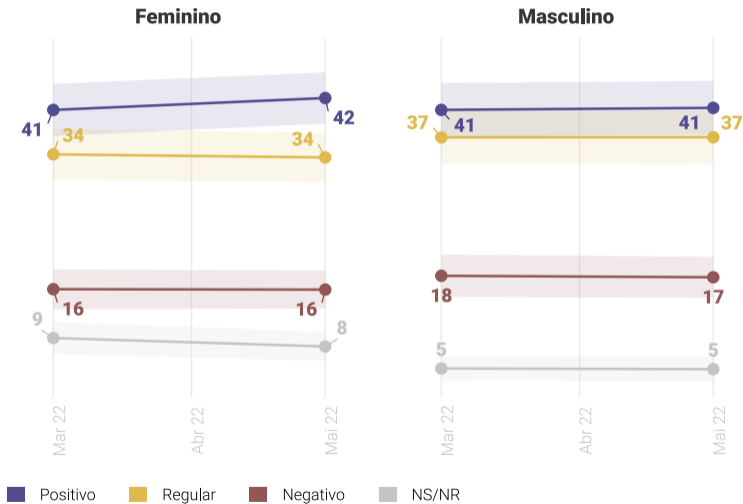 Feminino
41
34
34
42
16
16
9
8
Mar 22
Abr 22
Mai 22
Masculino
37
41
41
37
18
17
5
5
Mar 22
Abr 22
Mai 22
Positivo
Regular
Negativo
NS/NR